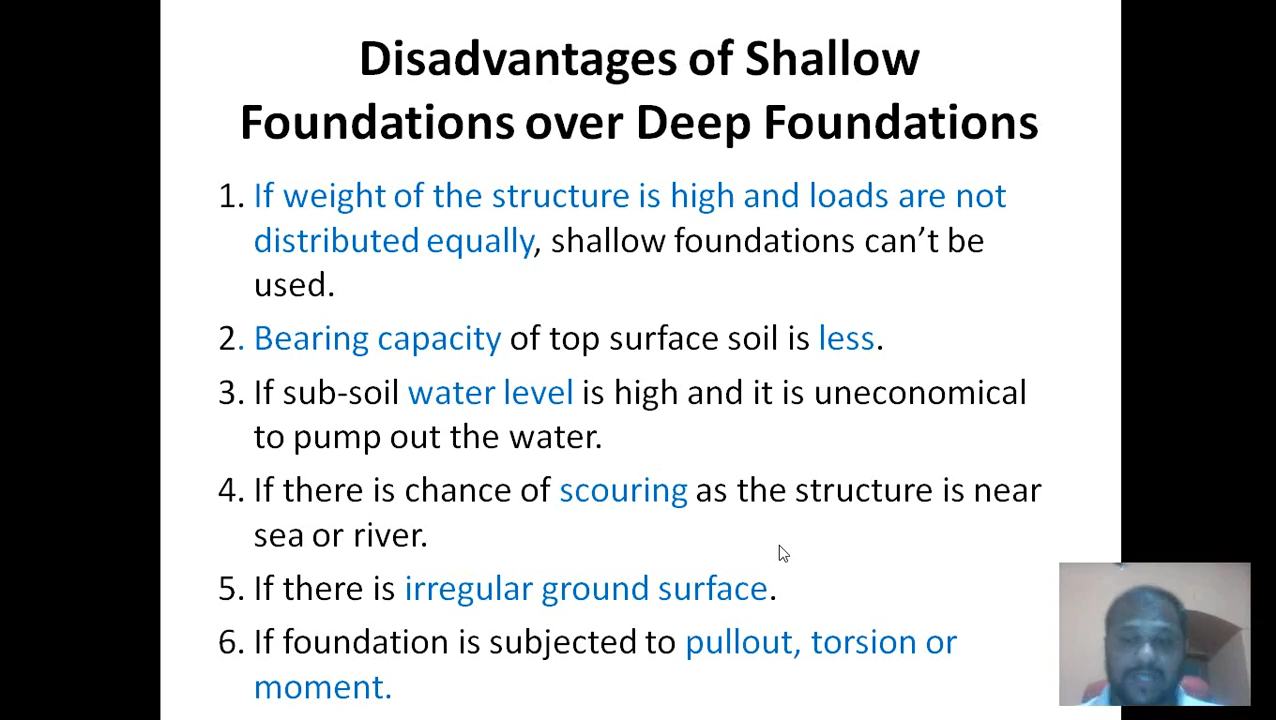 Disadvantages of Shallow
Foundations over Deep Foundations
1. If weight of the structure is high and loads are not
distributed equally, shallow foundations can’t be
used.
2. Bearing capacity of top surface soil is less.
3. If sub-soil water level is high and it is uneconomical
to pump out the water.
4. If there is chance of scouring as the structure is near
sea or river.
5. If there is irregular ground surface.
6. If foundation is subjected to pullout, torsion or
moment.